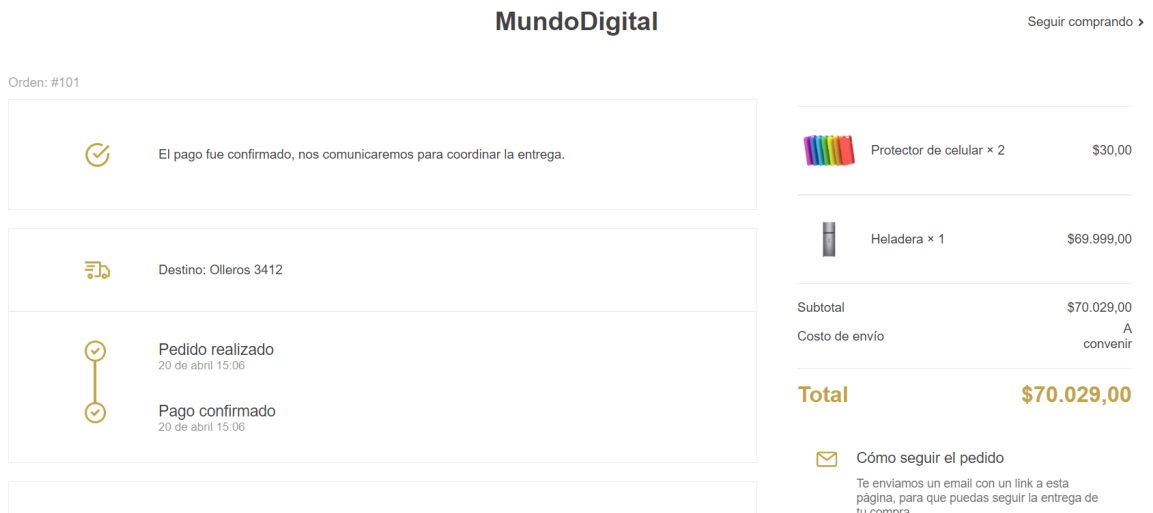 MundoDigital
Seguir comprando
Orden: #101
El pago fue confirmado, nos comunicaremos para coordinar la entrega.
Destino: Olleros 3412
Pedido realizado
20 de abril 15:06
Pago confirmado
20 de abril 15:06
Protector de celular × 2 $30,00
Heladera × 1 $69.999,00
Subtotal $70.029,00
Costo de envío A convenir
Total $70.029,00
Cómo seguir el pedido
Te enviamos un email con un link a esta
página, para que puedas seguir la entrega de
tu compra